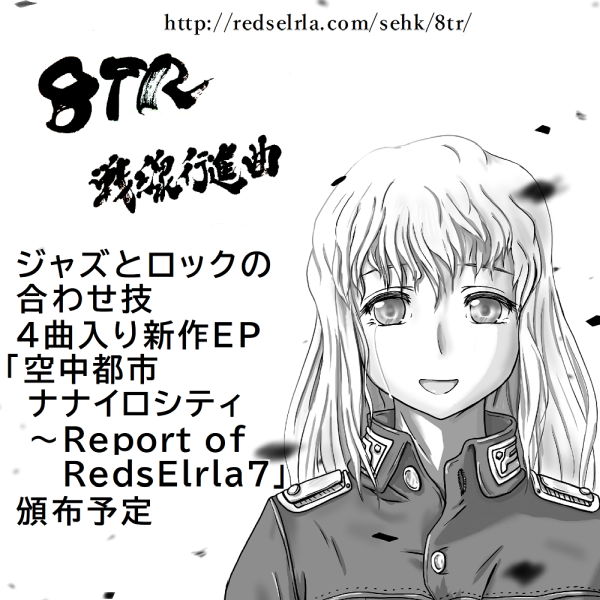 http://redselrla.com/sehk/8tr/
8TR
戦線行進曲
ジャズとロックの
合わせ技
4曲入り新作EP
「空中都市
ナナイロシティ
～Report of
RedsElrla7」
頒布予定